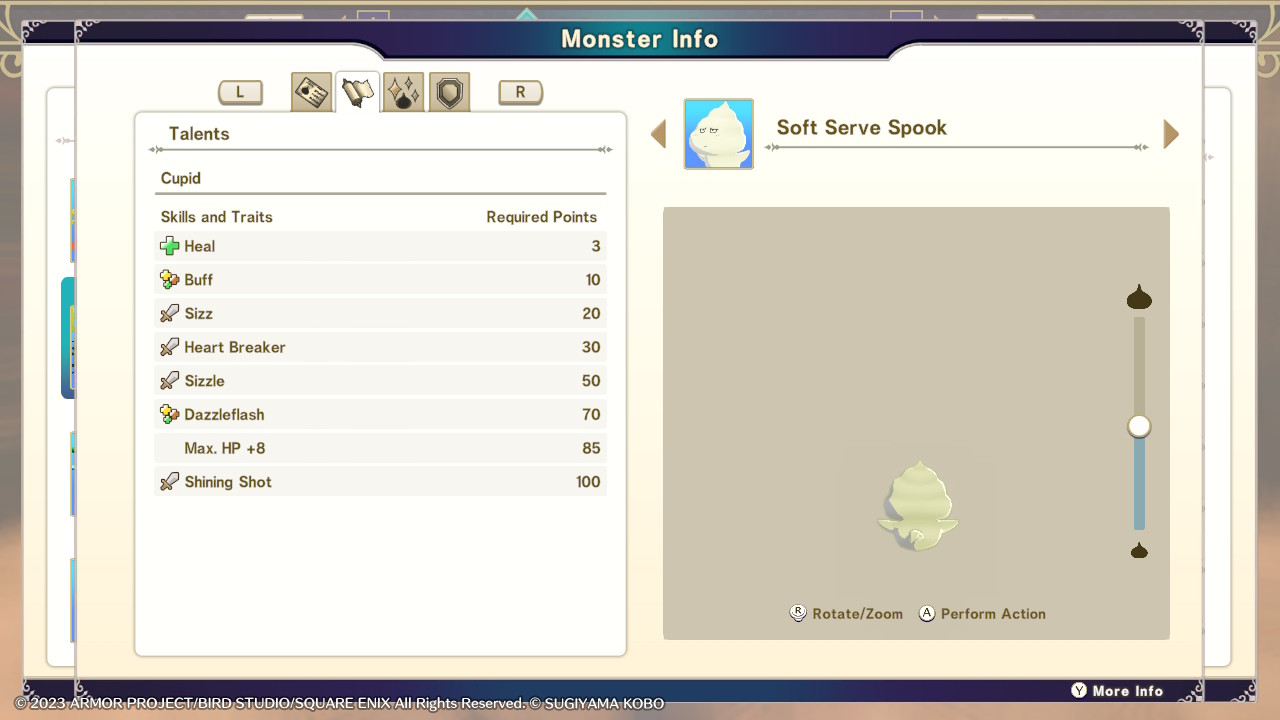 Monster Info
L
R
Talents
Cupid
Skills and Traits Required Points
Heal 3
Buff 10
Sizz 20
Heart Breaker 30
Sizzle 50
Dazzleflash 70
Max. HP +8 85
Shining Shot 100
Soft Serve Spook
R Rotate/Zoom A Perform Action
Y More Info
© 2023 ARMOR PROJECT/BIRD STUDIO/SQUARE ENIX All Rights Reserved. © SUGIYAMA KOBO